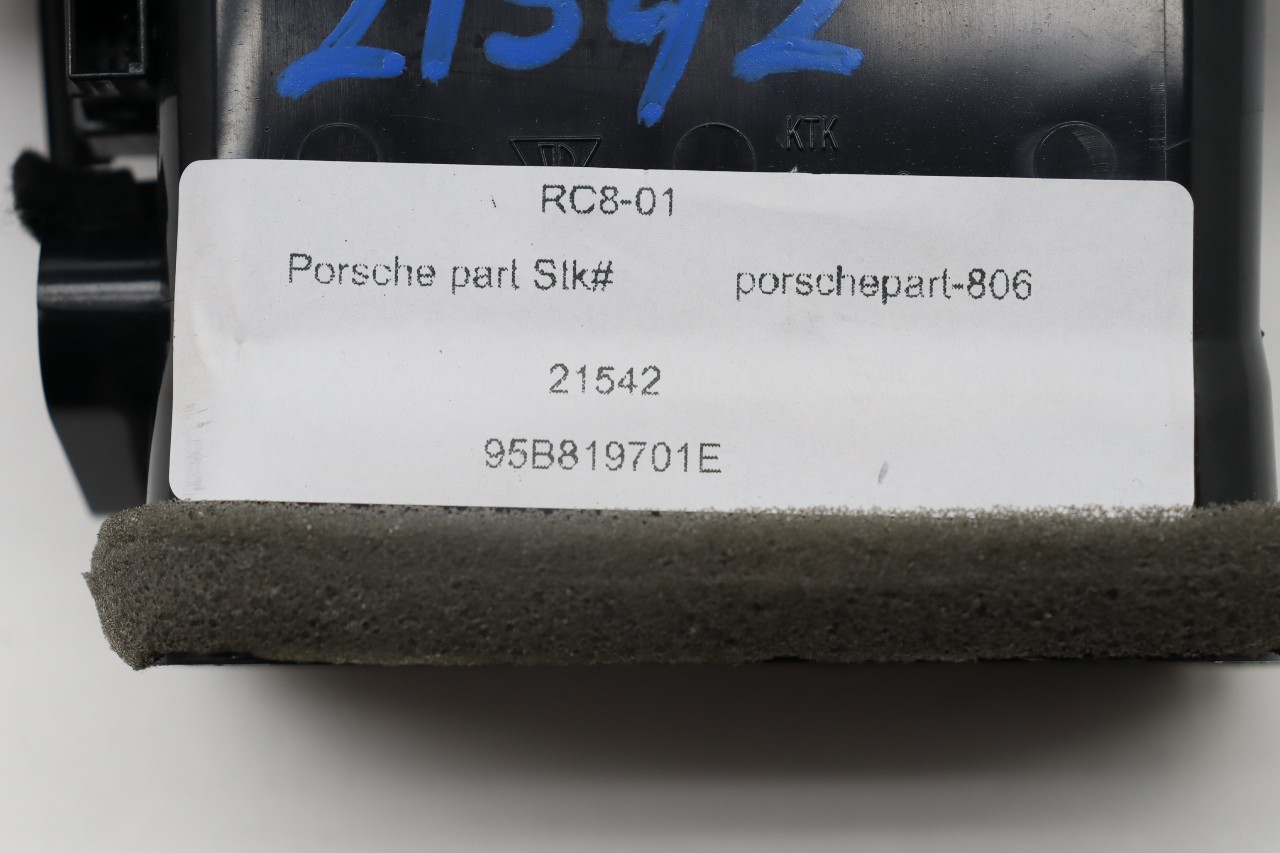 21542
KTK
RC8-01
Porsche part Slk# porschepart-806
21542
95B819701E